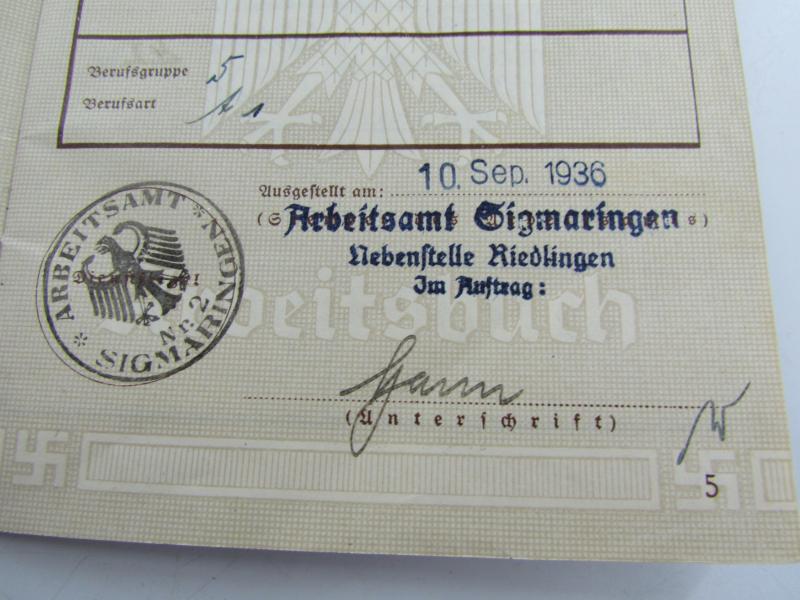 Berufsgruppe 5
Berufsart A 1
Ausgestellt am: 10. Sep. 1936
Arbeitsamt Sigmaringen
Nebenstelle Riedlingen
Im Auftrag:
ARBEITSAMT SIGMARINGEN
Nr. 2
Arbeitsbuch
(Unterschrift)
5